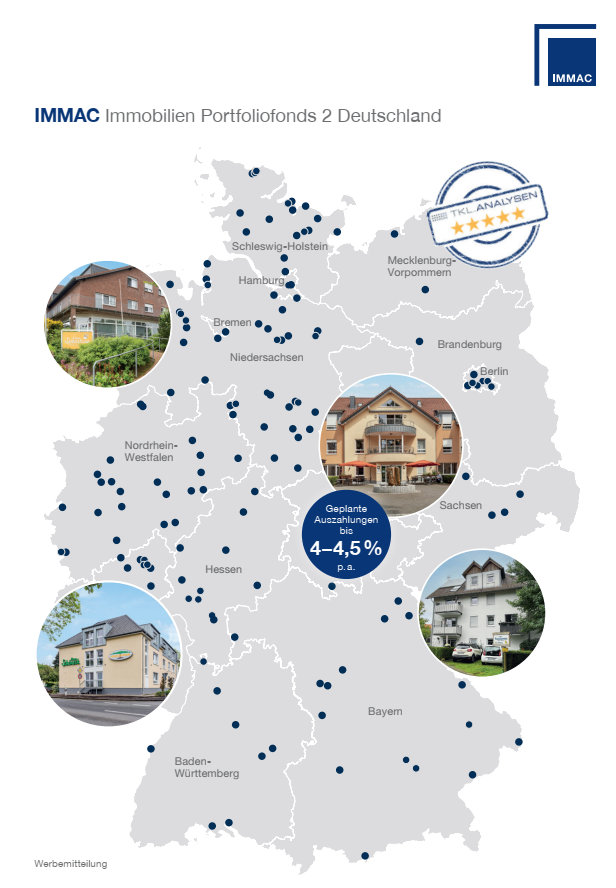 IMMAC
IMMAC Immobilien Portfoliofonds 2 Deutschland
TKL.ANALYSEN
Schleswig-Holstein
Mecklenburg-
Vorpommern
Hamburg
Bremen
Niedersachsen
Brandenburg
Berlin
Nordrhein-
Westfalen
Sachsen
Geplante
Auszahlungen
bis
4–4,5 %
p. a.
Hessen
Bayern
Baden-
Württemberg
Werbemitteilung